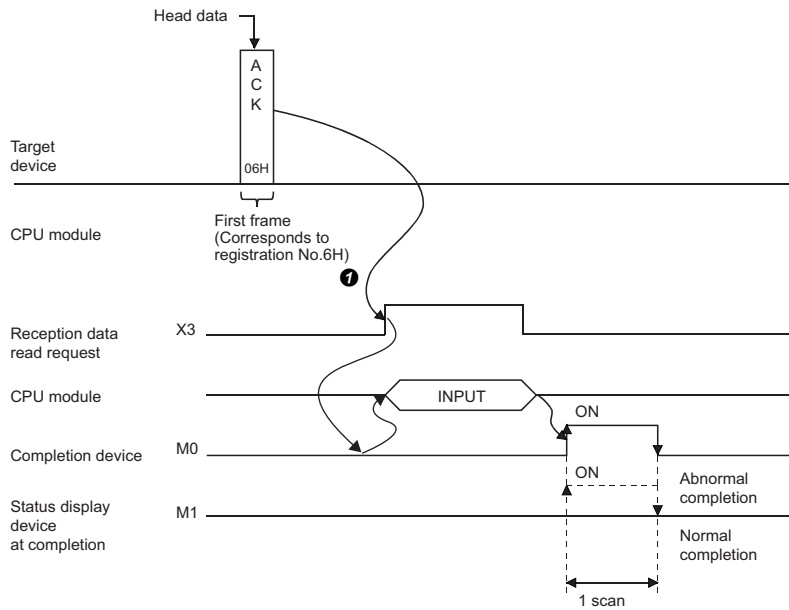 Head data
A
C
K
06H
Target
device
First frame
(Corresponds to
registration No.6H)
CPU module
1
Reception data
read request
X3
CPU module
INPUT
ON
Completion device
M0
ON
Abnormal
completion
Status display
device
at completion
M1
Normal
completion
1 scan